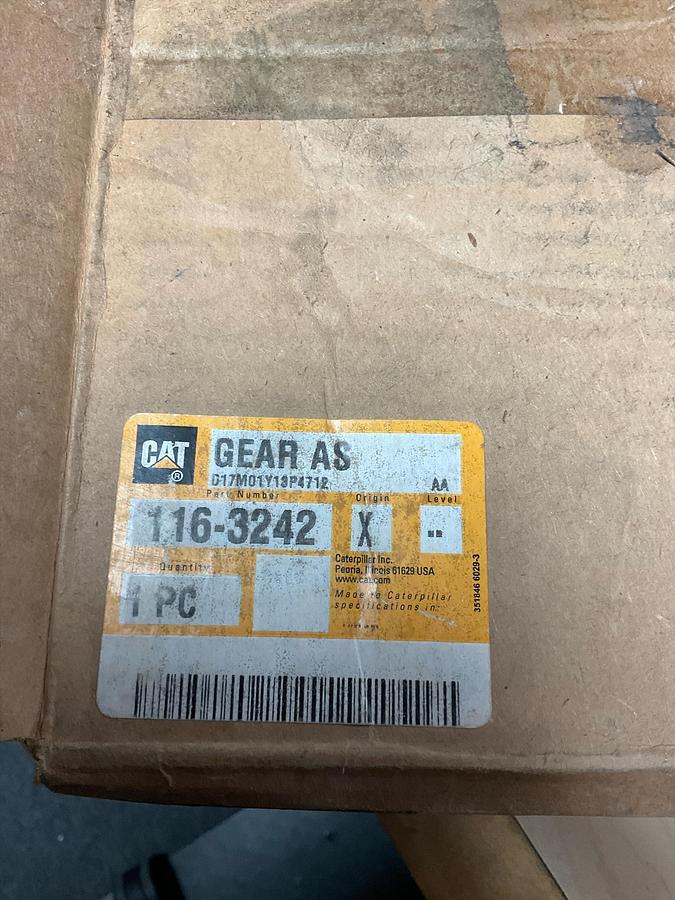 CAT®
GEAR AS
D17M01Y13P4712
AA
Part Number
Origin
Level
116-3242
X
Quantity
1 PC
Caterpillar Inc.
Peoria, Illinois 61629 USA
www.cat.com
Made to Caterpillar
specifications in:
351846 6029-3